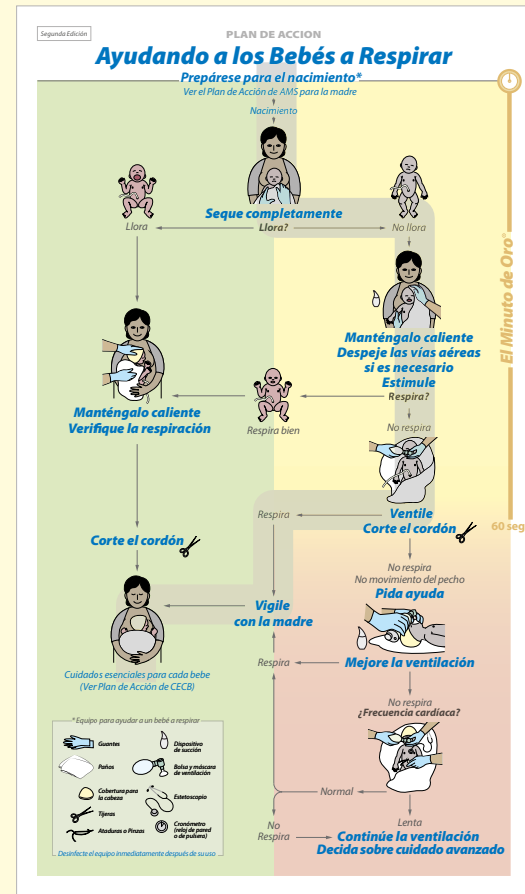 Segunda Edición
PLAN DE ACCION
Ayudando a los Bebés a Respirar
Prepárese para el nacimiento*
Ver el Plan de Acción de AMS para la madre
Nacimiento
Seque completamente
Llora
Llora?
No llora
El Minuto de Oro®
Manténgalo caliente
Despeje las vías aéreas
si es necesario
Estimule
Respira?
Manténgalo caliente
Verifique la respiración
Respira bien
No respira
Respira
Ventile
Corte el cordón
60 seg
Corte el cordón
No respira
No movimiento del pecho
Pida ayuda
Vigile
con la madre
Respira
Mejore la ventilación
Cuidados esenciales para cada bebe
(Ver Plan de Acción de CECB)
No respira
¿Frecuencia cardíaca?
Normal
Lenta
No
Respira
Continúe la ventilación
Decida sobre cuidado avanzado
* Equipo para ayudar a un bebé a respirar
Guantes
Dispositivo
de succión
Paños
Bolsa y máscara
de ventilación
Cobertura para
la cabeza
Estetoscopio
Tijeras
Ataduras o Pinzas
Cronómetro
(reloj de pared
o de pulsera)
Desinfecte el equipo inmediatamente después de su uso